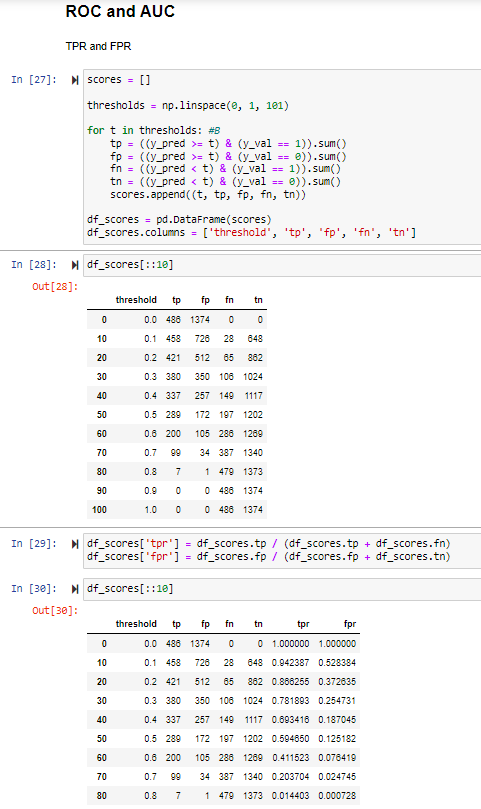 ROC and AUC
TPR and FPR
In [27]: scores = []
thresholds = np.linspace(0, 1, 101)
for t in thresholds: #B
tp = ((y_pred >= t) & (y_val == 1)).sum()
fp = ((y_pred >= t) & (y_val == 0)).sum()
fn = ((y_pred < t) & (y_val == 1)).sum()
tn = ((y_pred < t) & (y_val == 0)).sum()
scores.append((t, tp, fp, fn, tn))
df_scores = pd.DataFrame(scores)
df_scores.columns = ['threshold', 'tp', 'fp', 'fn', 'tn']
In [28]: df_scores[::10]
Out[28]:
threshold tp fp fn tn
0 0.0 486 1374 0 0
10 0.1 458 726 28 648
20 0.2 421 512 65 862
30 0.3 380 350 106 1024
40 0.4 337 257 149 1117
50 0.5 289 172 197 1202
60 0.6 200 105 286 1269
70 0.7 99 34 387 1340
80 0.8 7 1 479 1373
90 0.9 0 0 486 1374
100 1.0 0 0 486 1374
In [29]: df_scores['tpr'] = df_scores.tp / (df_scores.tp + df_scores.fn)
df_scores['fpr'] = df_scores.fp / (df_scores.fp + df_scores.tn)
In [30]: df_scores[::10]
Out[30]:
threshold tp fp fn tn tpr fpr
0 0.0 486 1374 0 0 1.000000 1.000000
10 0.1 458 726 28 648 0.942387 0.528384
20 0.2 421 512 65 862 0.866255 0.372635
30 0.3 380 350 106 1024 0.781893 0.254731
40 0.4 337 257 149 1117 0.693416 0.187045
50 0.5 289 172 197 1202 0.594650 0.125182
60 0.6 200 105 286 1269 0.411523 0.076419
70 0.7 99 34 387 1340 0.203704 0.024745
80 0.8 7 1 479 1373 0.014403 0.000728